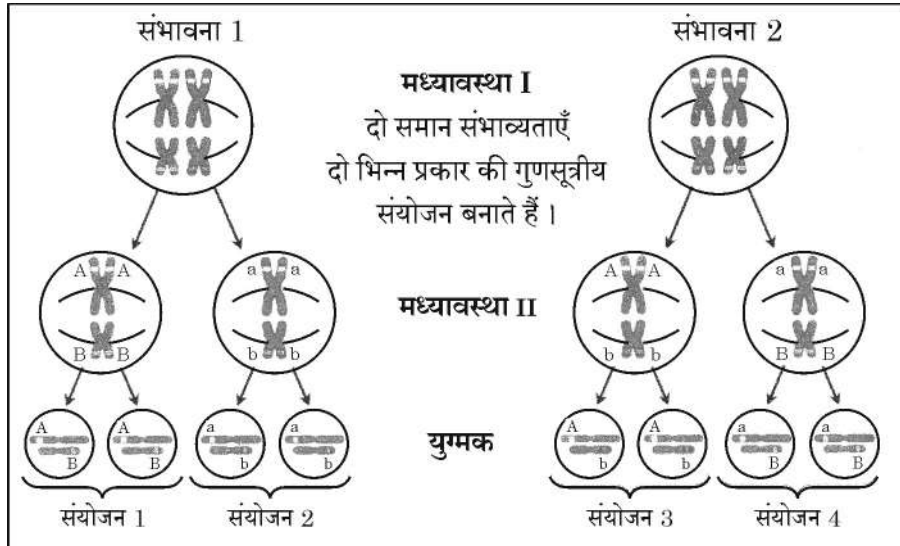 संभावना 1
संभावना 2
मध्यावस्था I
दो समान संभाव्यताएँ
दो भिन्न प्रकार की गुणसूत्रीय
संयोजन बनाते हैं ।
A A
a a
A A
a a
मध्यावस्था II
B B
b b
b b
B B
A
A
a
a
युग्मक
A
A
a
a
B
B
b
b
b
b
B
B
संयोजन 1
संयोजन 2
संयोजन 3
संयोजन 4